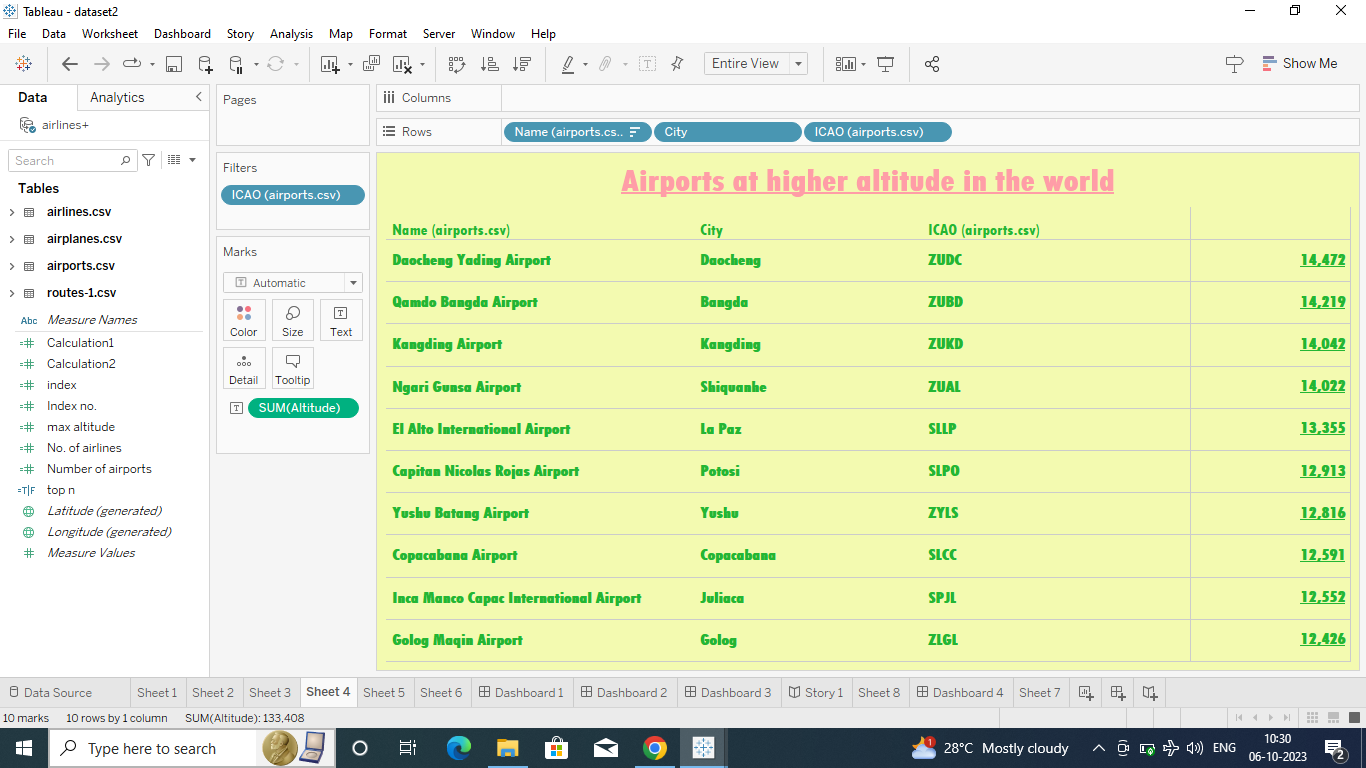 Tableau - dataset2
File Data Worksheet Dashboard Story Analysis Map Format Server Window Help
Entire View Show Me
Data Analytics
airlines+
Search
Tables
airlines.csv
airplanes.csv
airports.csv
routes-1.csv
Abc Measure Names
Calculation1
Calculation2
index
Index no.
max altitude
No. of airlines
Number of airports
T|F top n
Latitude (generated)
Longitude (generated)
Measure Values
Pages
Filters
ICAO (airports.csv)
Marks
Automatic
Color Size Text
Detail Tooltip
SUM(Altitude)
Columns
Rows Name (airports.cs.. City ICAO (airports.csv)
Airports at higher altitude in the world
Name (airports.csv) City ICAO (airports.csv)
Daocheng Yading Airport Daocheng ZUDC 14,472
Qamdo Bangda Airport Bangda ZUBD 14,219
Kangding Airport Kangding ZUKD 14,042
Ngari Gunsa Airport Shiquanhe ZUAL 14,022
El Alto International Airport La Paz SLLP 13,355
Capitan Nicolas Rojas Airport Potosi SLPO 12,913
Yushu Batang Airport Yushu ZYLS 12,816
Copacabana Airport Copacabana SLCC 12,591
Inca Manco Capac International Airport Juliaca SPJL 12,552
Golog Maqin Airport Golog ZLGL 12,426
Data Source Sheet 1 Sheet 2 Sheet 3 Sheet 4 Sheet 5 Sheet 6 Dashboard 1 Dashboard 2 Dashboard 3 Story 1 Sheet 8 Dashboard 4 Sheet 7
10 marks 10 rows by 1 column SUM(Altitude): 133,408
Type here to search 1 28°C Mostly cloudy ENG 10:30
06-10-2023 2